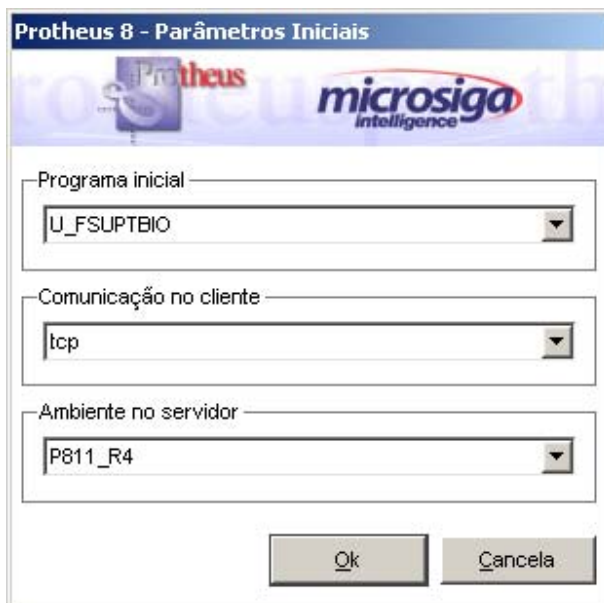 Protheus 8 - Parâmetros Iniciais
Protheus
microsiga
intelligence
Programa inicial
U_FSUPTBIO
Comunicação no cliente
tcp
Ambiente no servidor
P811_R4
Ok
Cancela